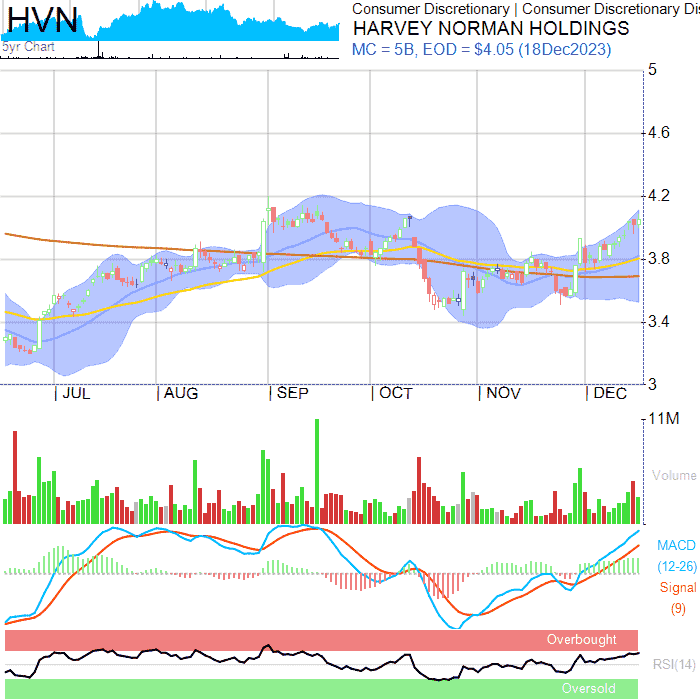 HVN
5yr Chart
Consumer Discretionary | Consumer Discretionary Dis
HARVEY NORMAN HOLDINGS
MC = 5B, EOD = $4.05 (18Dec2023)
5
4.6
4.2
3.8
3.4
3
JUL AUG SEP OCT NOV DEC
11M
Volume
MACD
(12-26)
Signal
(9)
Overbought
RSI(14)
Oversold